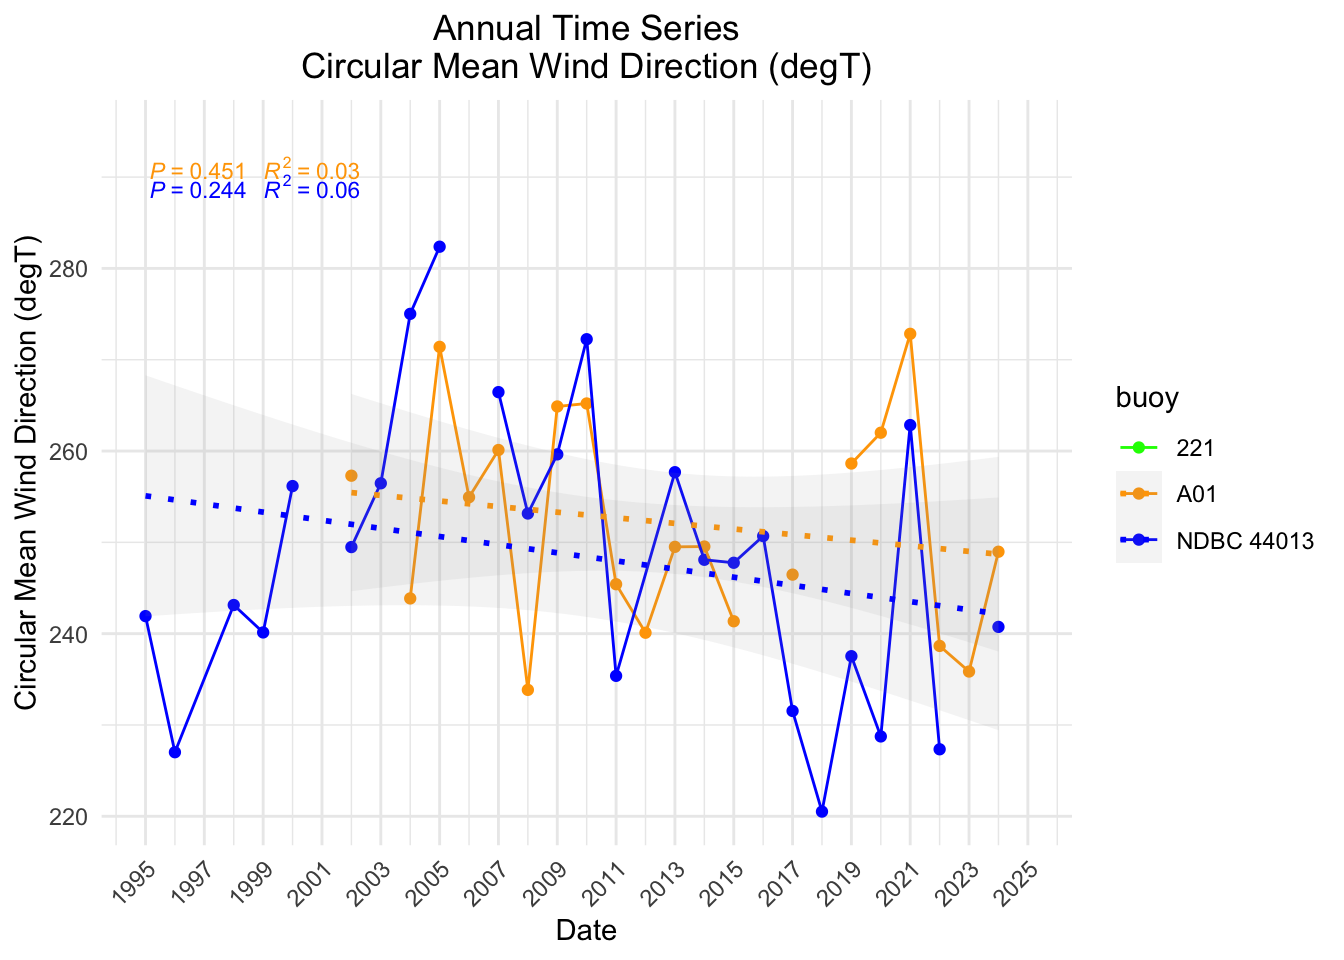 Annual Time Series
Circular Mean Wind Direction (degT)
P = 0.451 R² = 0.03
P = 0.244 R² = 0.06
Circular Mean Wind Direction (degT)
280
260
240
220
1995 1997 1999 2001 2003 2005 2007 2009 2011 2013 2015 2017 2019 2021 2023 2025
Date
buoy
221
A01
NDBC 44013